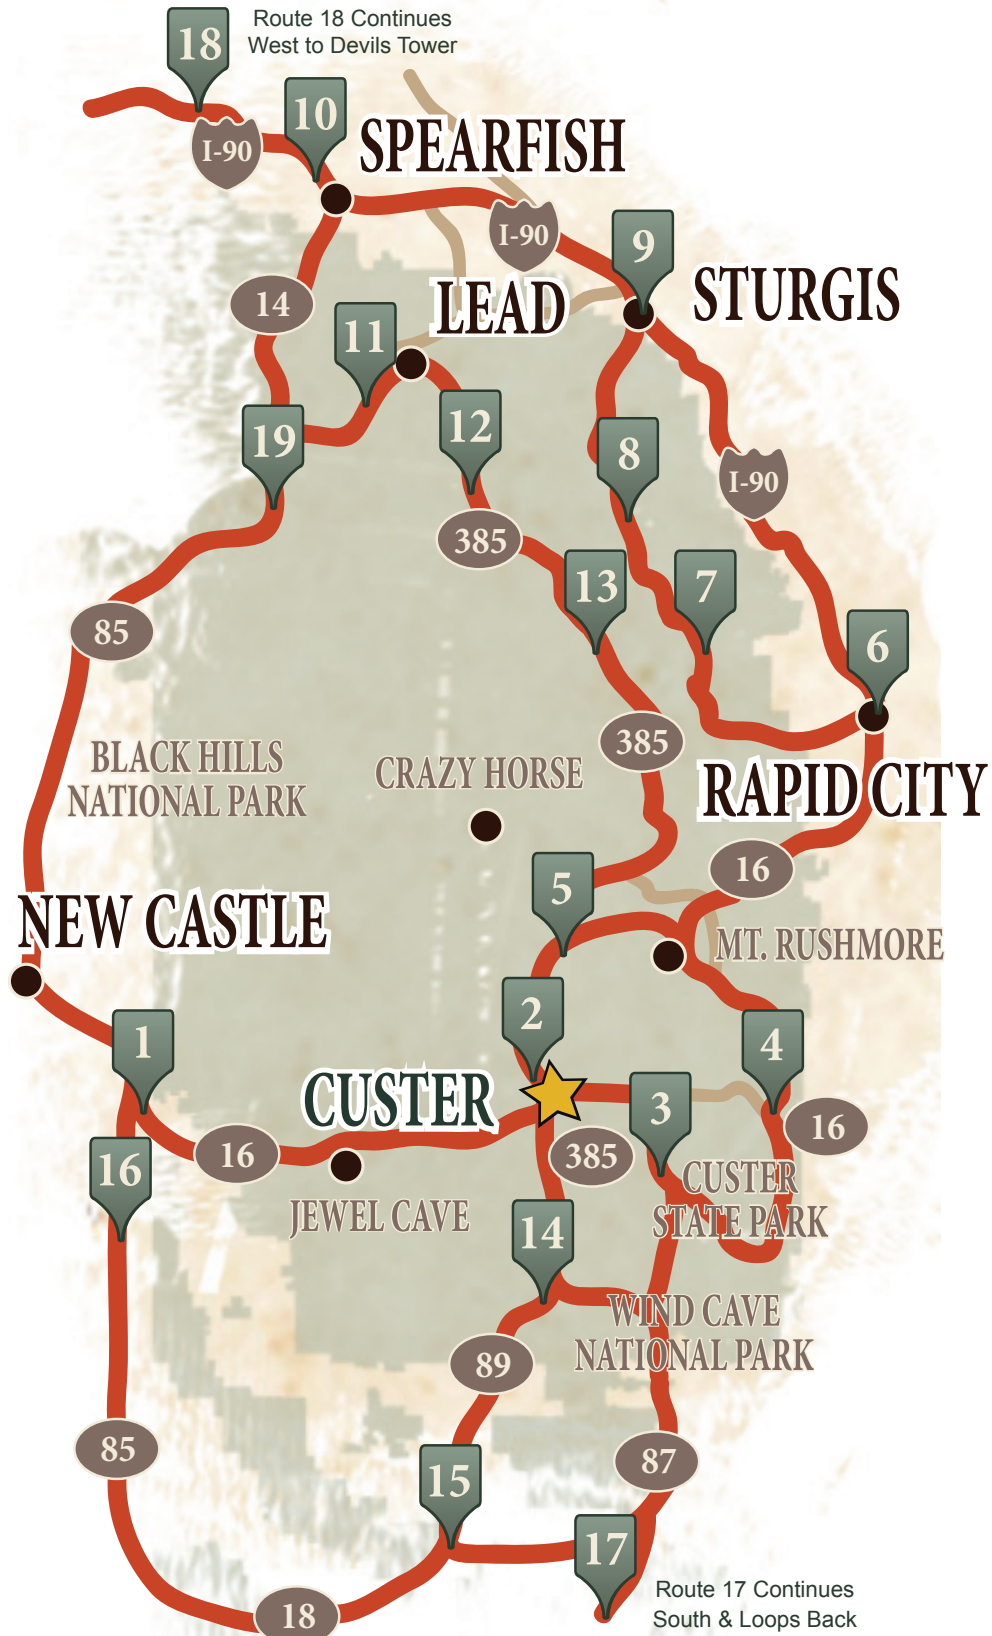 Route 18 Continues
West to Devils Tower
18
10
I-90
SPEARFISH
I-90
9
STURGIS
LEAD
14
11
12
19
8
I-90
385
13
7
85
6
385
BLACK HILLS
NATIONAL PARK
CRAZY HORSE
RAPID CITY
16
5
NEW CASTLE
MT. RUSHMORE
2
1
4
CUSTER
3
16
16
385
16
CUSTER
STATE PARK
JEWEL CAVE
14
WIND CAVE
NATIONAL PARK
89
85
87
15
17
Route 17 Continues
South & Loops Back
18